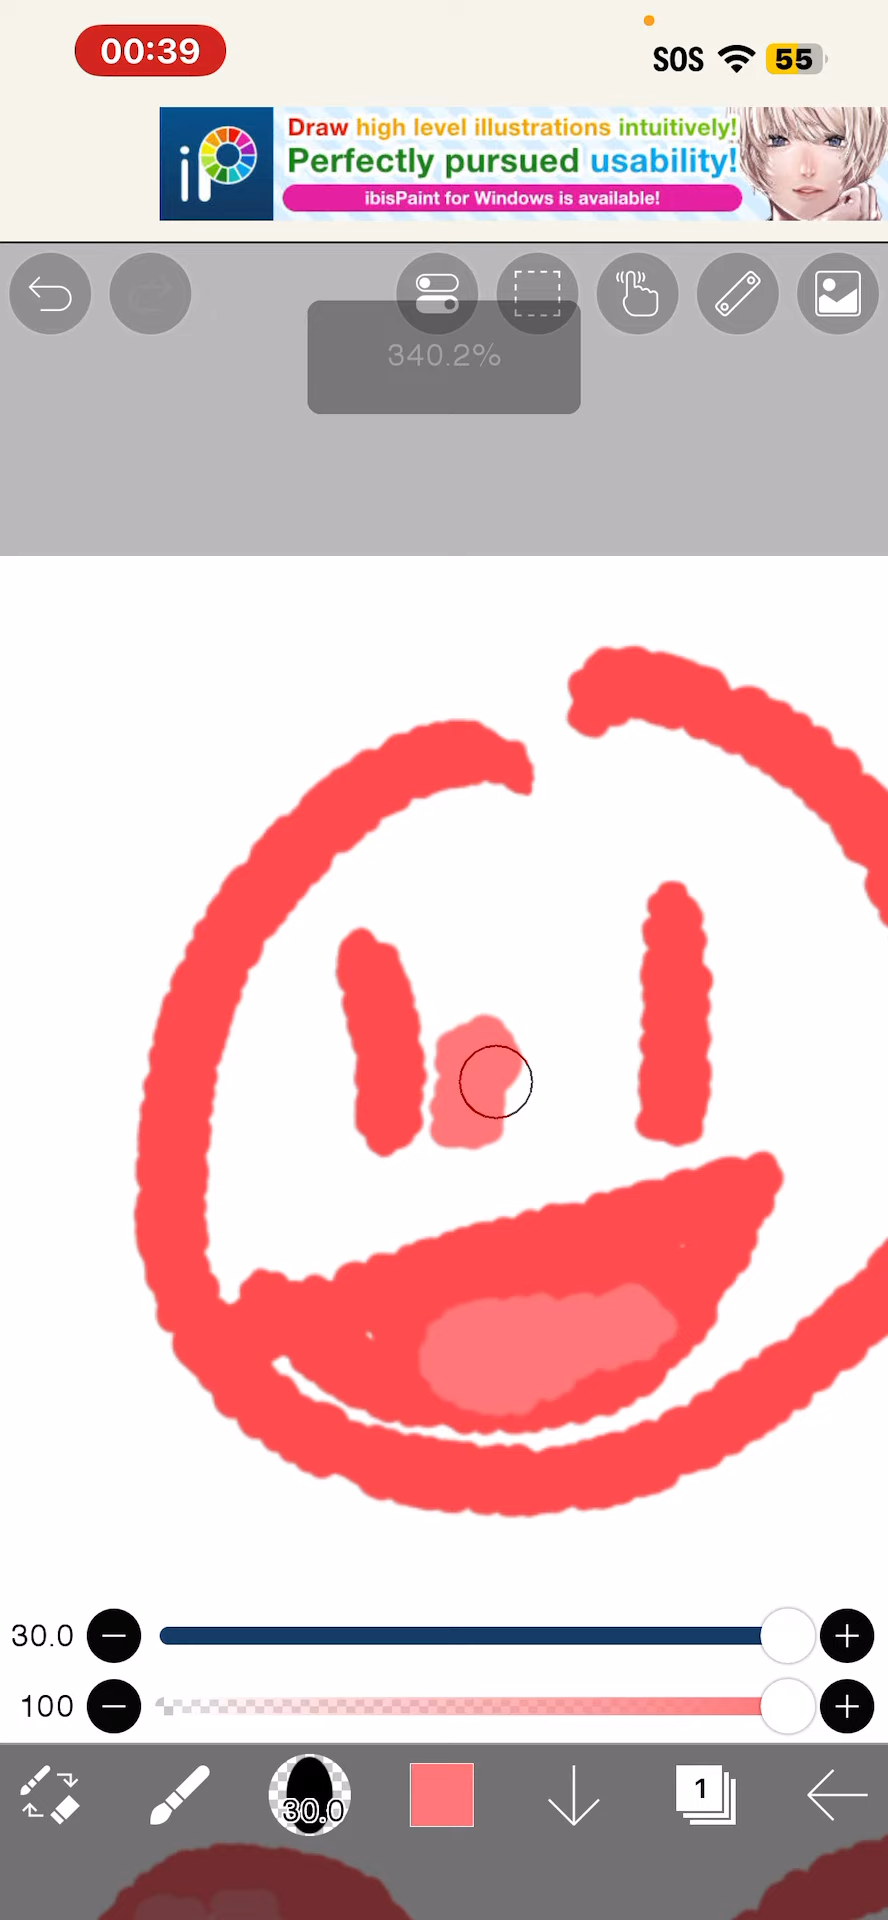 00:39
SOS
55
iP
Draw high level illustrations intuitively!
Perfectly pursued usability!
ibisPaint for Windows is available!
340.2%
30.0
100
30.0
1